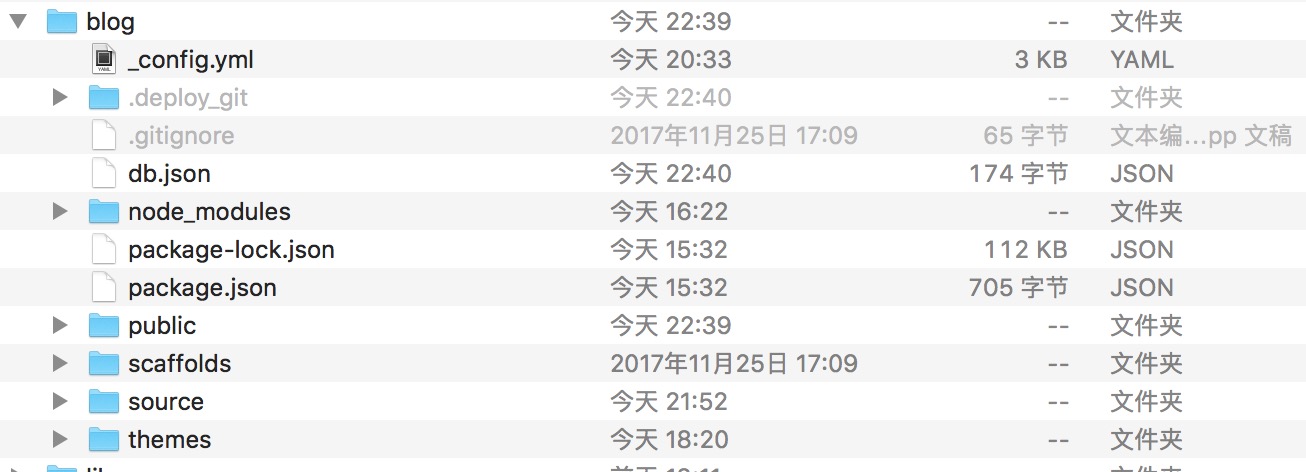 blog 今天 22:39 -- 文件夹
_config.yml 今天 20:33 3 KB YAML
.deploy_git 今天 22:40 -- 文件夹
.gitignore 2017年11月25日 17:09 65 字节 文本编...pp 文稿
db.json 今天 22:40 174 字节 JSON
node_modules 今天 16:22 -- 文件夹
package-lock.json 今天 15:32 112 KB JSON
package.json 今天 15:32 705 字节 JSON
public 今天 22:39 -- 文件夹
scaffolds 2017年11月25日 17:09 -- 文件夹
source 今天 21:52 -- 文件夹
themes 今天 18:20 -- 文件夹